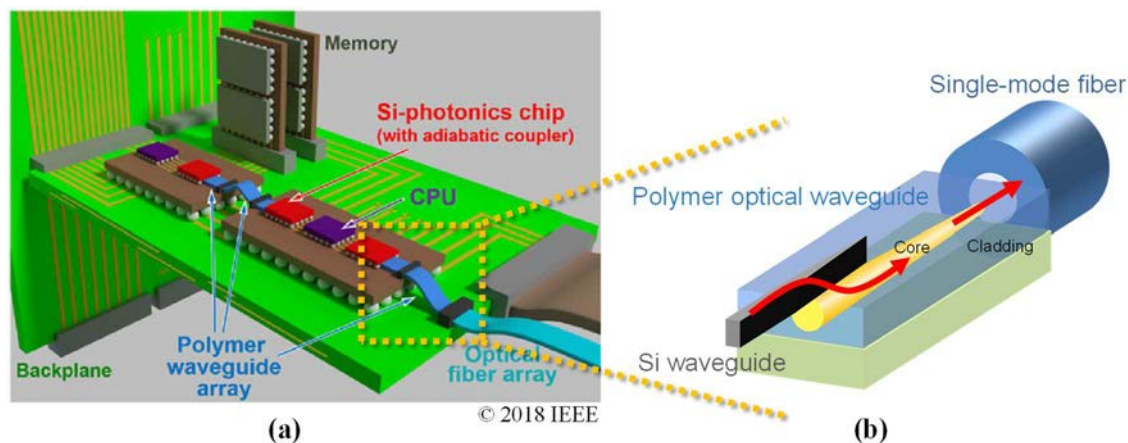 Memory
Si-photonics chip
(with adiabatic coupler)
CPU
Polymer
waveguide
array
Optical
fiber array
Backplane
© 2018 IEEE
(a)
Single-mode fiber
Polymer optical waveguide
Core
Cladding
Si waveguide
(b)